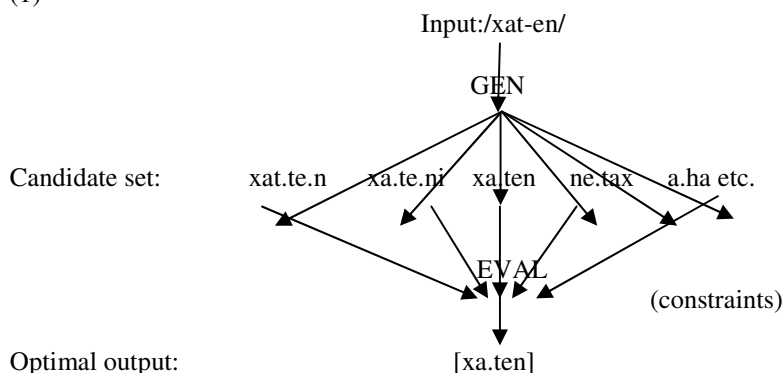 (1)
Input:/xat-en/
GEN
Candidate set: xat.te.n xa.te.ni xa.ten ne.tax a.ha etc.
EVAL
(constraints)
Optimal output: [xa.ten]